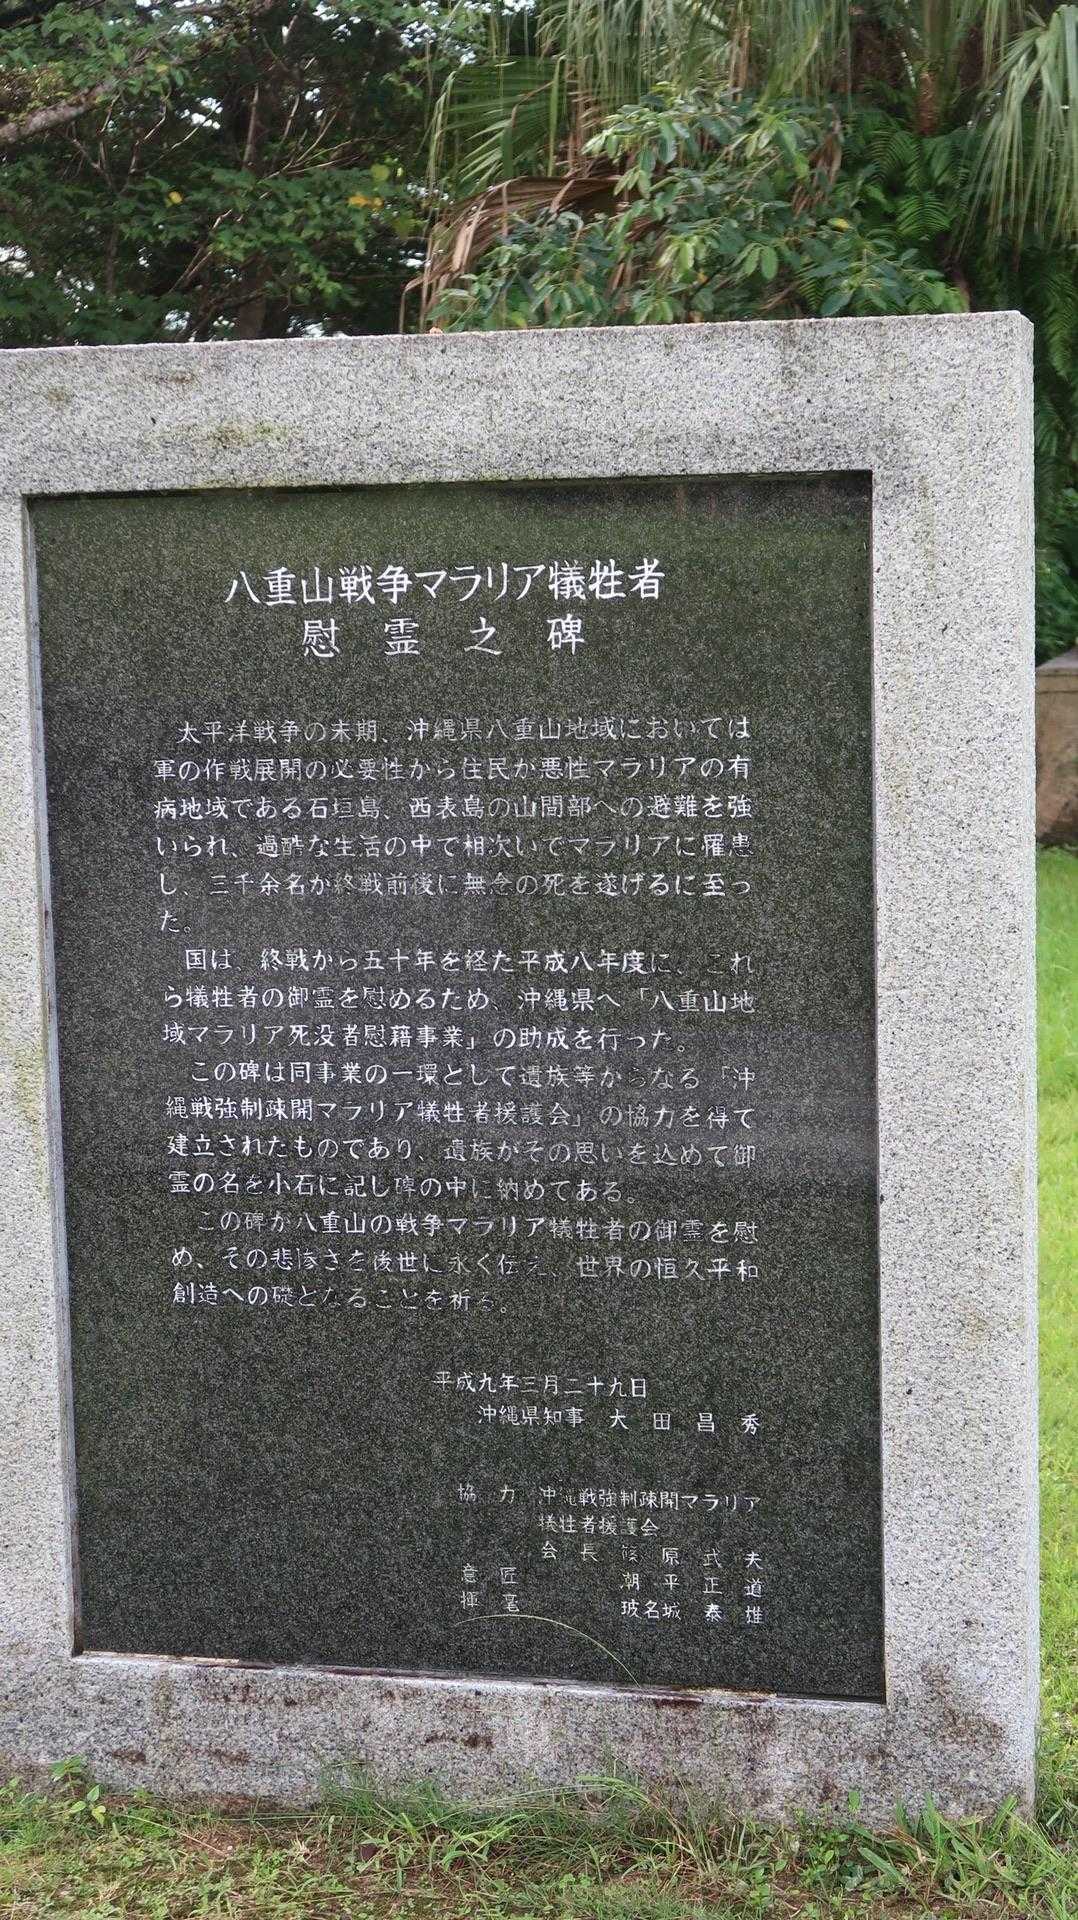 八重山戦争マラリア犠牲者
慰霊之碑
太平洋戦争の末期、沖縄県八重山地域においては
軍の作戦展開の必要性から住民が悪性マラリアの有
病地域である石垣島、西表島の山間部への避難を強
いられ、過酷な生活の中で相次いでマラリアに罹患
し、三千余名が終戦前後に無念の死を遂げるに至っ
た。
国は、終戦から五十年を経た平成八年度に、これ
ら犠牲者の御霊を慰めるため、沖縄県へ「八重山地
域マラリア死没者慰藉事業」の助成を行った。
この碑は同事業の一環として遺族等からなる「沖
縄戦強制疎開マラリア犠牲者援護会」の協力を得て
建立されたものであり、遺族がその思いを込めて御
霊の名を小石に記し碑の中に納めてある。
この碑が八重山の戦争マラリア犠牲者の御霊を慰
め、その悲惨さを後世に永く伝え、世界の恒久平和
創造への礎となることを祈る。
平成九年三月二十九日
沖縄県知事 大田昌秀
協力 沖縄戦強制疎開マラリア
犠牲者援護会
会長 篠原武夫
意匠 潮平正道
揮毫 玻名城泰雄